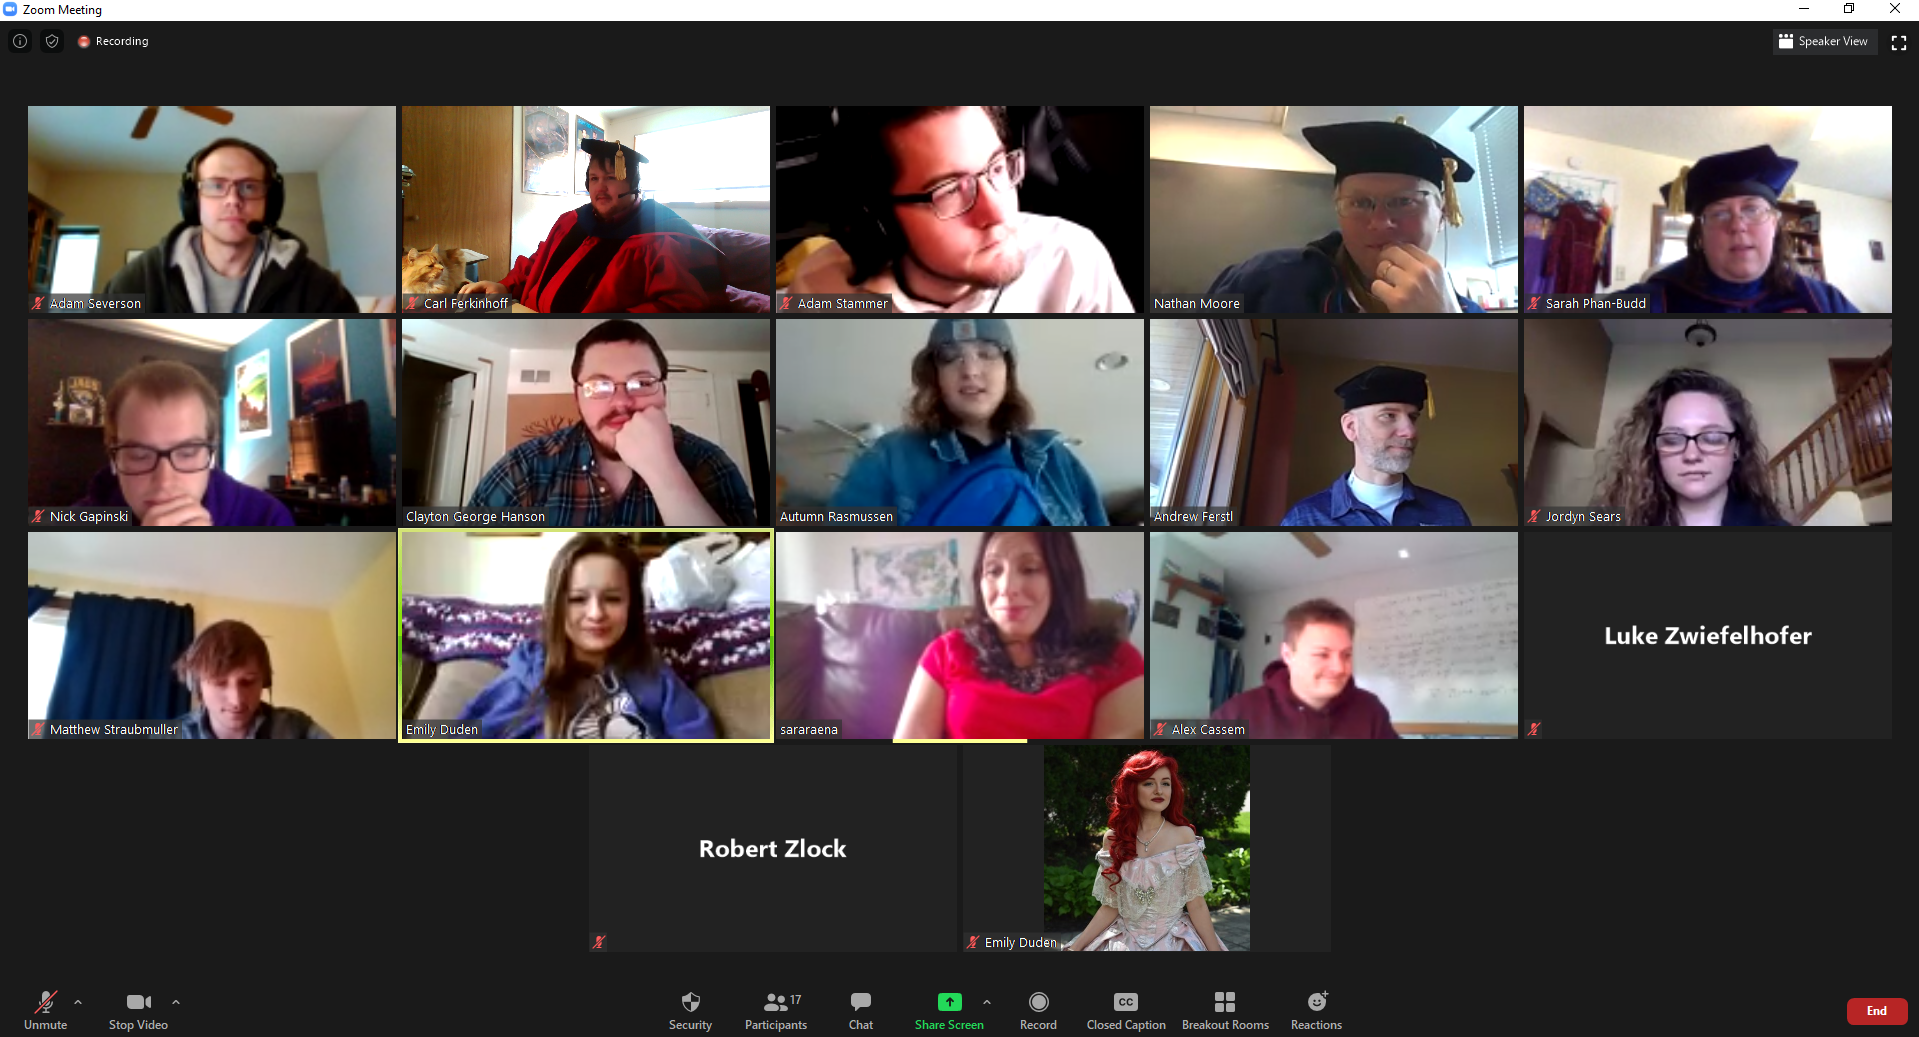 Zoom Meeting
Recording
Speaker View
Adam Severson
Carl Ferkinhoff
Adam Stammer
Nathan Moore
Sarah Phan-Budd
Nick Gapinski
Clayton George Hanson
Autumn Rasmussen
Andrew Ferstl
Jordyn Sears
Matthew Straubmuller
Emily Duden
sararaena
Alex Cassem
Luke Zwiefelhofer
Robert Zlock
Emily Duden
Unmute
Stop Video
Security
Participants 17
Chat
Share Screen
Record
CC
Closed Caption
Breakout Rooms
Reactions
End